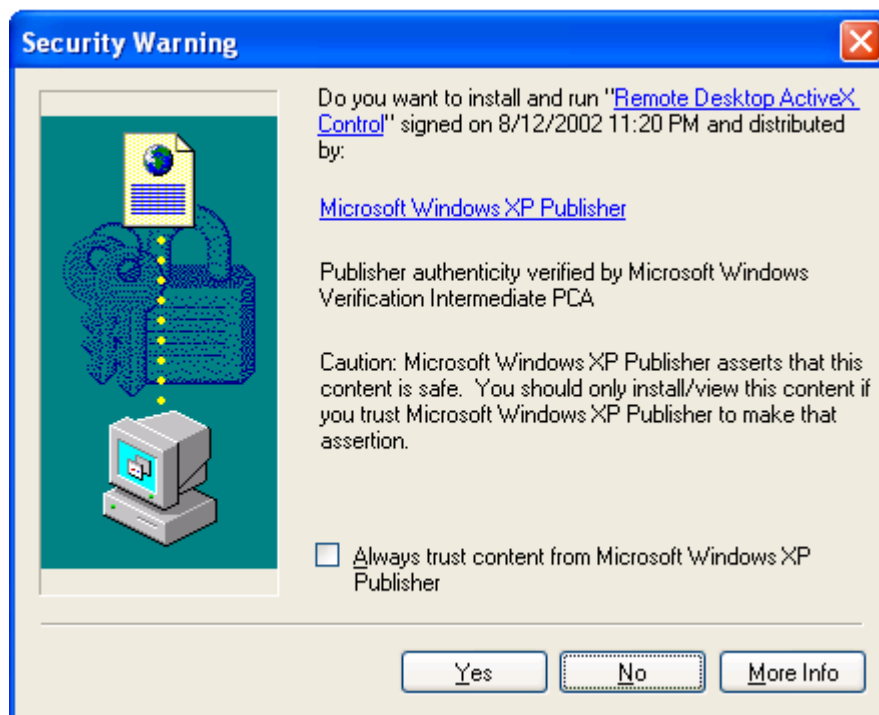 Security Warning
Do you want to install and run "Remote Desktop ActiveX
Control" signed on 8/12/2002 11:20 PM and distributed
by:
Microsoft Windows XP Publisher
Publisher authenticity verified by Microsoft Windows
Verification Intermediate PCA
Caution: Microsoft Windows XP Publisher asserts that this
content is safe.  You should only install/view this content if
you trust Microsoft Windows XP Publisher to make that
assertion.
Always trust content from Microsoft Windows XP
Publisher
Yes
No
More Info